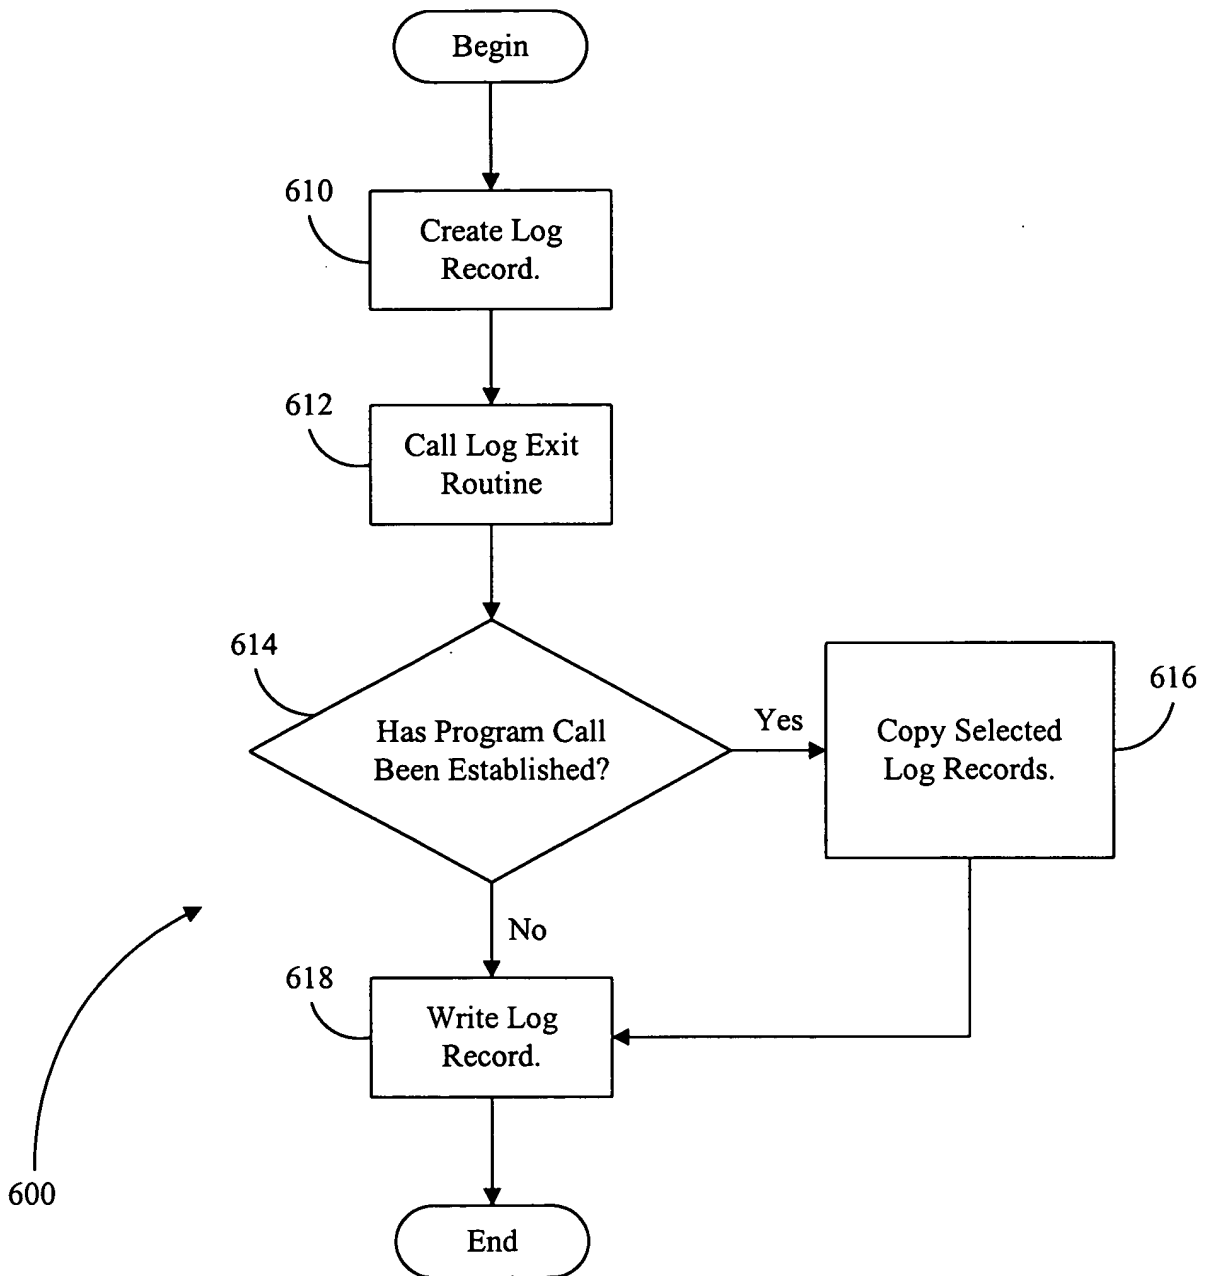 Begin
610
Create Log
Record.
612
Call Log Exit
Routine
614
Has Program Call
Been Established?
Yes
616
Copy Selected
Log Records.
No
618
Write Log
Record.
600
End